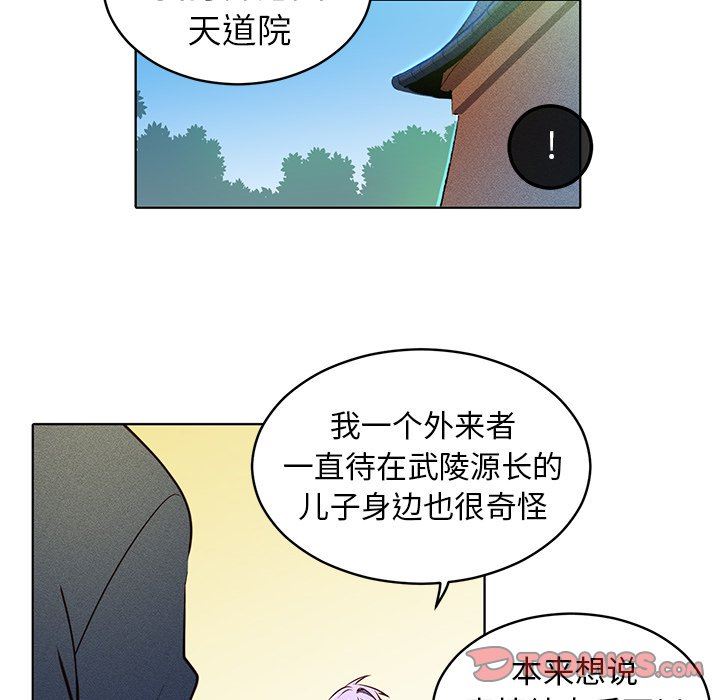 天道院
！
我一个外来者
一直待在武陵源长的
儿子身边也很奇怪
本来想说